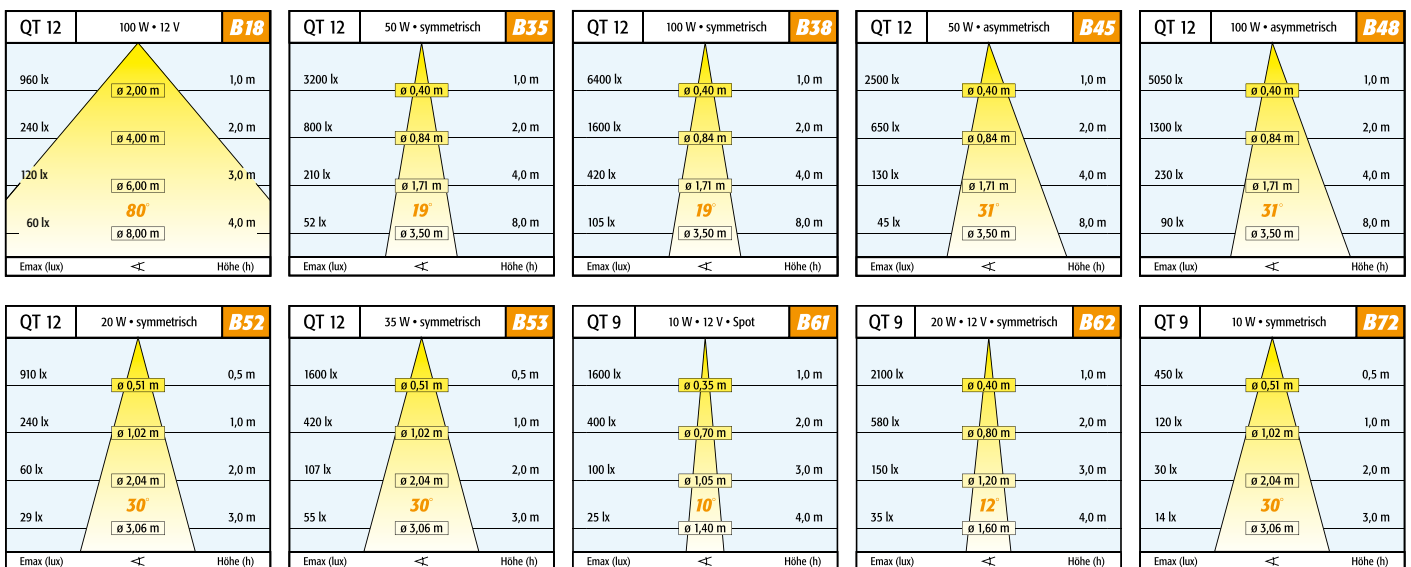 QT 12 100 W • 12 V B18
960 lx 1,0 m
ø 2,00 m
240 lx 2,0 m
ø 4,00 m
120 lx 3,0 m
ø 6,00 m
80°
60 lx 4,0 m
ø 8,00 m
Emax (lux) Höhe (h)
QT 12 50 W • symmetrisch B35
3200 lx 1,0 m
ø 0,40 m
800 lx 2,0 m
ø 0,84 m
210 lx 4,0 m
ø 1,71 m
19°
52 lx 8,0 m
ø 3,50 m
Emax (lux) Höhe (h)
QT 12 100 W • symmetrisch B38
6400 lx 1,0 m
ø 0,40 m
1600 lx 2,0 m
ø 0,84 m
420 lx 4,0 m
ø 1,71 m
19°
105 lx 8,0 m
ø 3,50 m
Emax (lux) Höhe (h)
QT 12 50 W • asymmetrisch B45
2500 lx 1,0 m
ø 0,40 m
650 lx 2,0 m
ø 0,84 m
130 lx 4,0 m
ø 1,71 m
31°
45 lx 8,0 m
ø 3,50 m
Emax (lux) Höhe (h)
QT 12 100 W • asymmetrisch B48
5050 lx 1,0 m
ø 0,40 m
1300 lx 2,0 m
ø 0,84 m
230 lx 4,0 m
ø 1,71 m
31°
90 lx 8,0 m
ø 3,50 m
Emax (lux) Höhe (h)
QT 12 20 W • symmetrisch B52
910 lx 0,5 m
ø 0,51 m
240 lx 1,0 m
ø 1,02 m
60 lx 2,0 m
ø 2,04 m
30°
29 lx 3,0 m
ø 3,06 m
Emax (lux) Höhe (h)
QT 12 35 W • symmetrisch B53
1600 lx 0,5 m
ø 0,51 m
420 lx 1,0 m
ø 1,02 m
107 lx 2,0 m
ø 2,04 m
30°
55 lx 3,0 m
ø 3,06 m
Emax (lux) Höhe (h)
QT 9 10 W • 12 V • Spot B61
1600 lx 1,0 m
ø 0,35 m
400 lx 2,0 m
ø 0,70 m
100 lx 3,0 m
ø 1,05 m
10°
25 lx 4,0 m
ø 1,40 m
Emax (lux) Höhe (h)
QT 9 20 W • 12 V • symmetrisch B62
2100 lx 1,0 m
ø 0,40 m
580 lx 2,0 m
ø 0,80 m
150 lx 3,0 m
ø 1,20 m
12°
35 lx 4,0 m
ø 1,60 m
Emax (lux) Höhe (h)
QT 9 10 W • symmetrisch B72
450 lx 0,5 m
ø 0,51 m
120 lx 1,0 m
ø 1,02 m
30 lx 2,0 m
ø 2,04 m
30°
14 lx 3,0 m
ø 3,06 m
Emax (lux) Höhe (h)